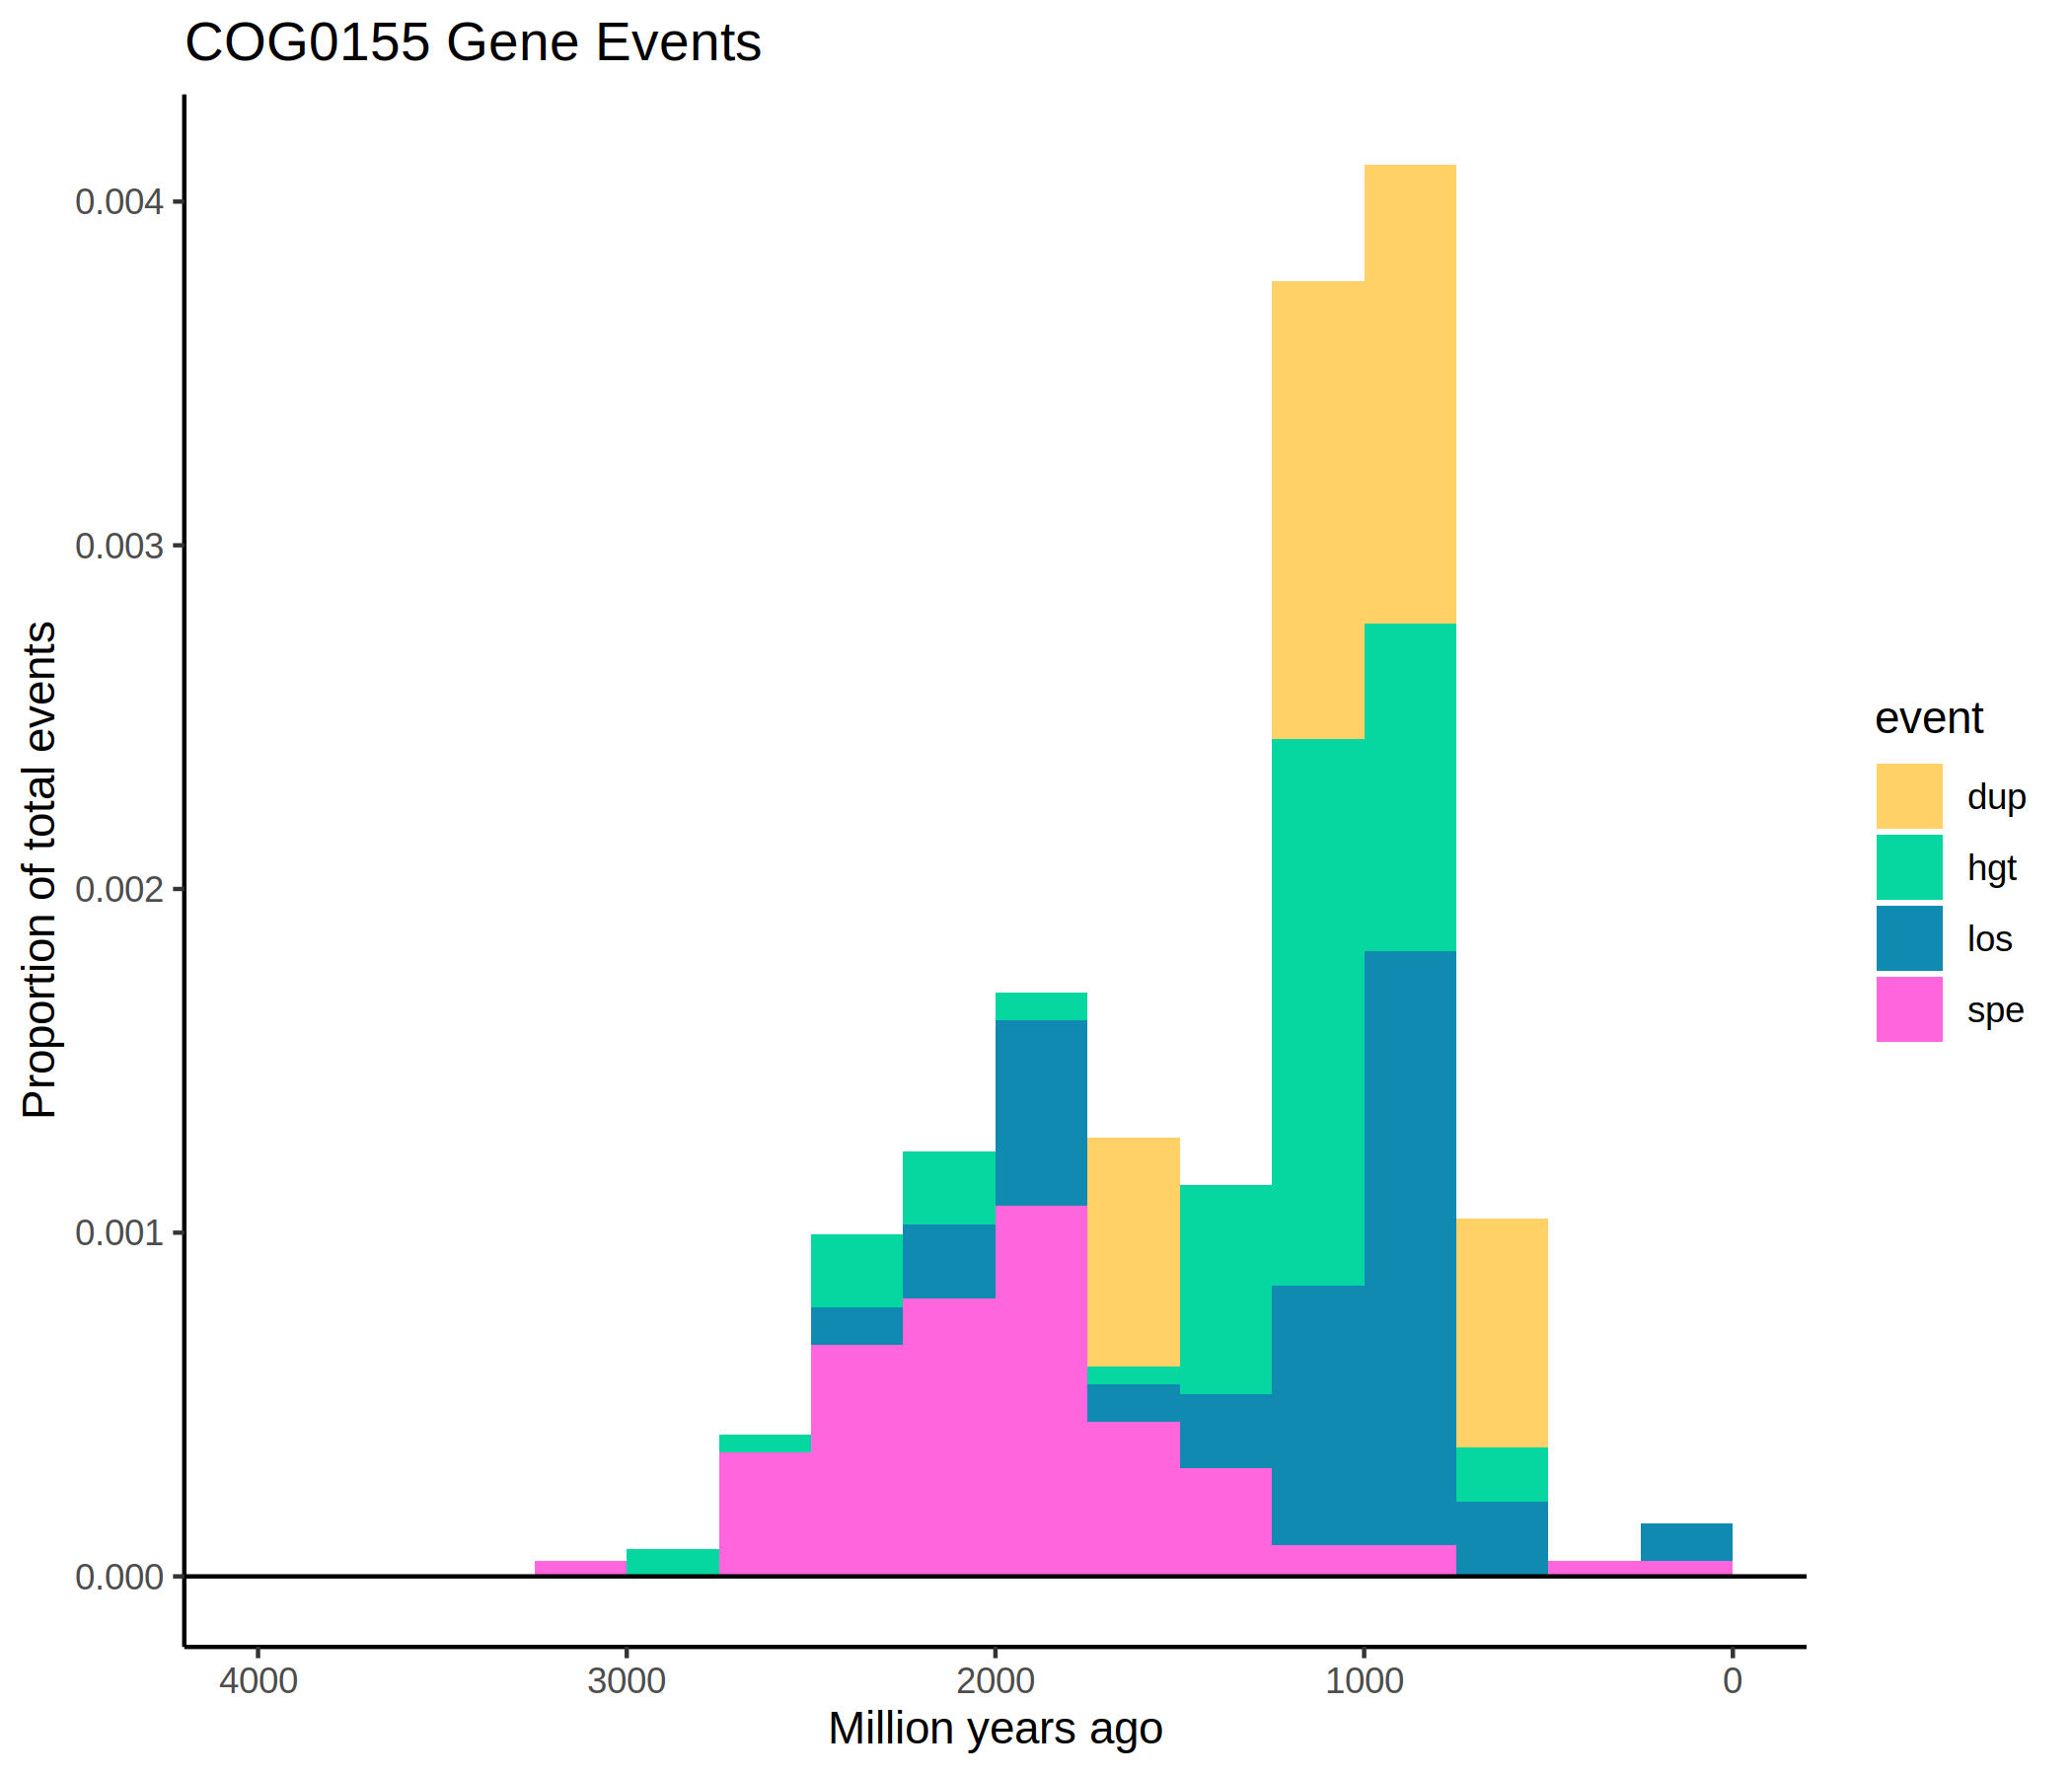 COG0155 Gene Events
Proportion of total events
0.004
0.003
0.002
0.001
0.000
4000 3000 2000 1000 0
Million years ago
event
dup
hgt
los
spe